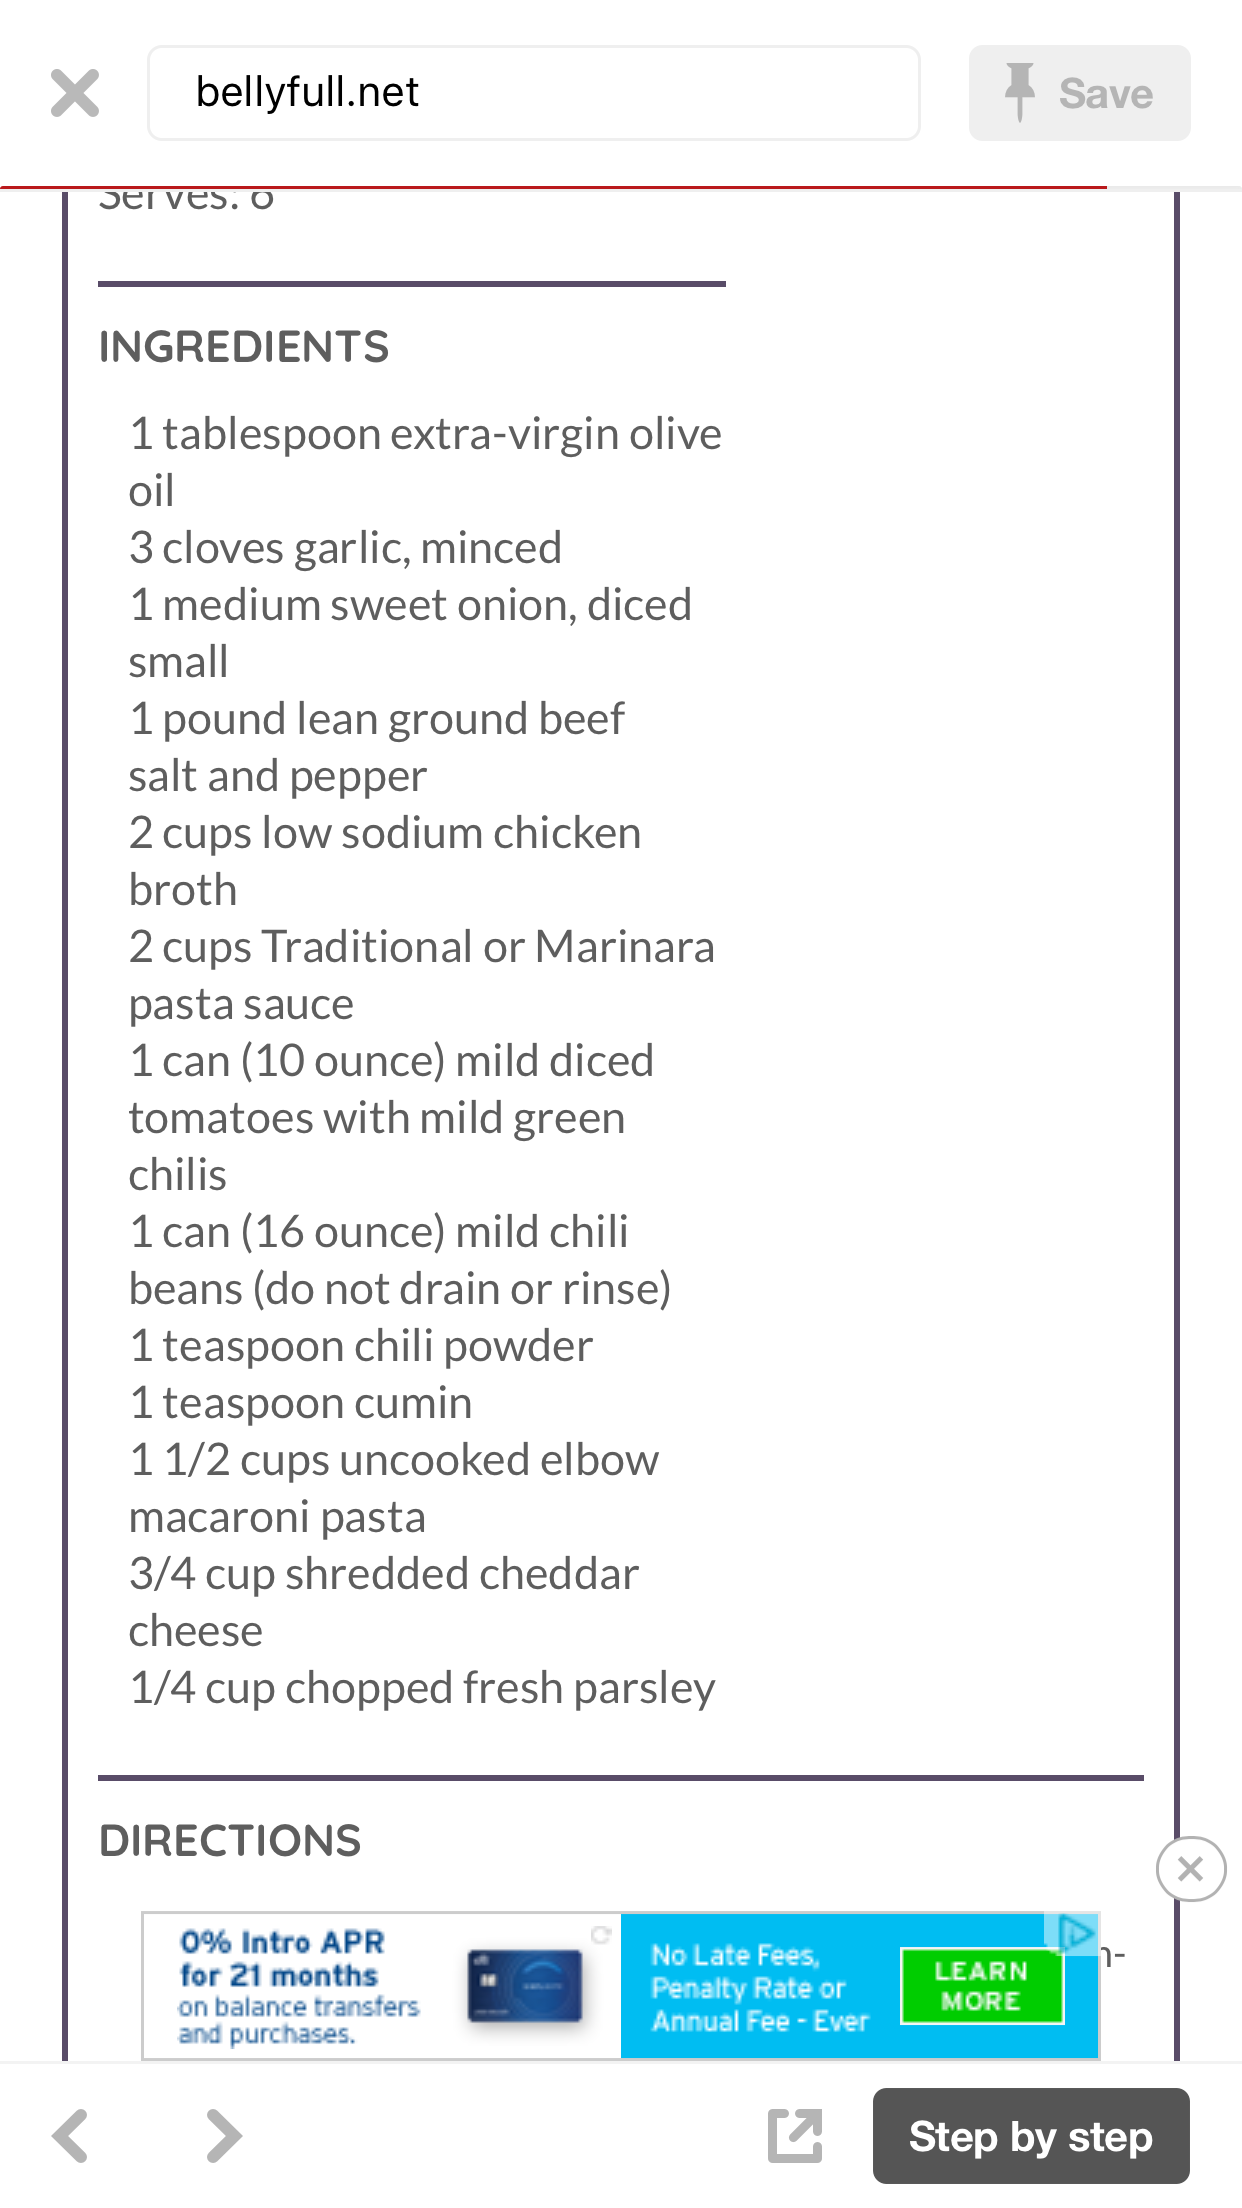 bellyfull.net
Save
Serves: 6
INGREDIENTS
1 tablespoon extra-virgin olive
oil
3 cloves garlic, minced
1 medium sweet onion, diced
small
1 pound lean ground beef
salt and pepper
2 cups low sodium chicken
broth
2 cups Traditional or Marinara
pasta sauce
1 can (10 ounce) mild diced
tomatoes with mild green
chilis
1 can (16 ounce) mild chili
beans (do not drain or rinse)
1 teaspoon chili powder
1 teaspoon cumin
1 1/2 cups uncooked elbow
macaroni pasta
3/4 cup shredded cheddar
cheese
1/4 cup chopped fresh parsley
DIRECTIONS
0% Intro APR
for 21 months
on balance transfers
and purchases.
No Late Fees,
Penalty Rate or
Annual Fee - Ever
LEARN
MORE
Step by step